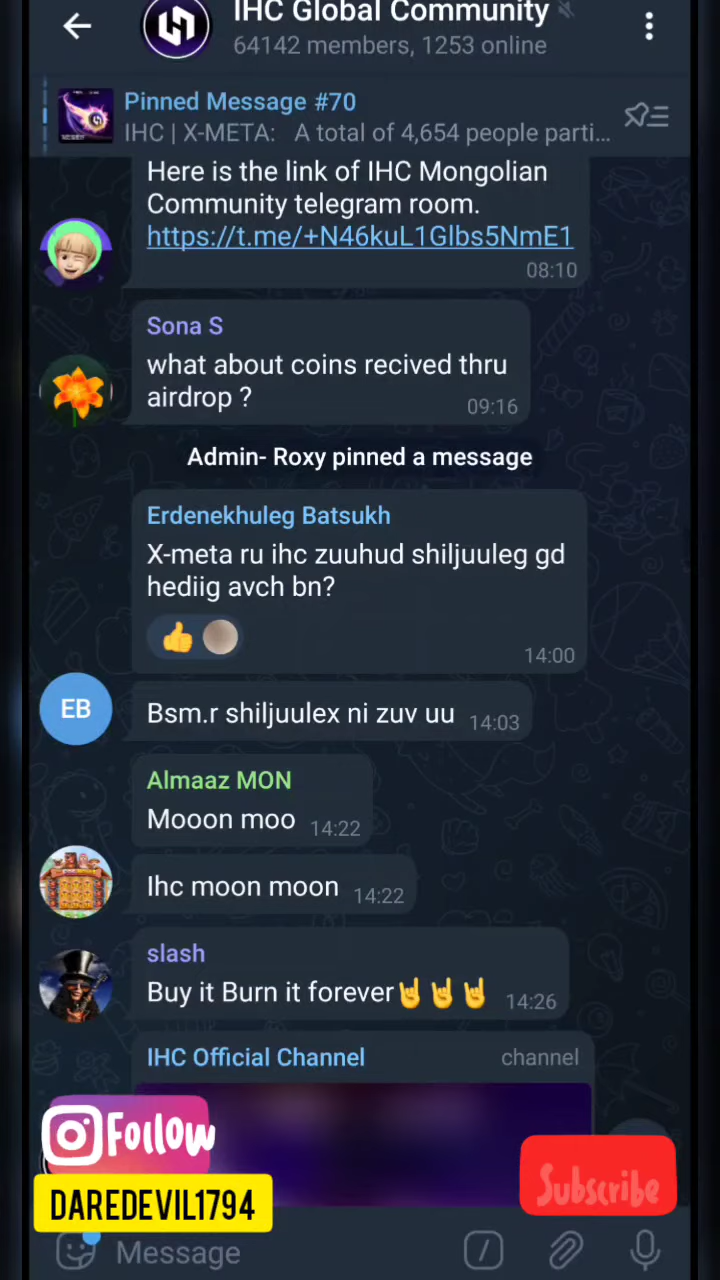 IHC Global Community
64142 members, 1253 online
Pinned Message #70
IHC | X-META: A total of 4,654 people parti...
Here is the link of IHC Mongolian
Community telegram room.
https://t.me/+N46kuL1Glbs5NmE1
08:10
Sona S
what about coins recived thru
airdrop ?
09:16
Admin- Roxy pinned a message
Erdenekhuleg Batsukh
X-meta ru ihc zuuhud shiljuuleg gd
hediig avch bn?
14:00
EB
Bsm.r shiljuulex ni zuv uu 14:03
Almaaz MON
Mooon moo 14:22
Ihc moon moon 14:22
slash
Buy it Burn it forever🤘🤘🤘 14:26
IHC Official Channel channel
Follow
Subscribe
DAREDEVIL1794
Message